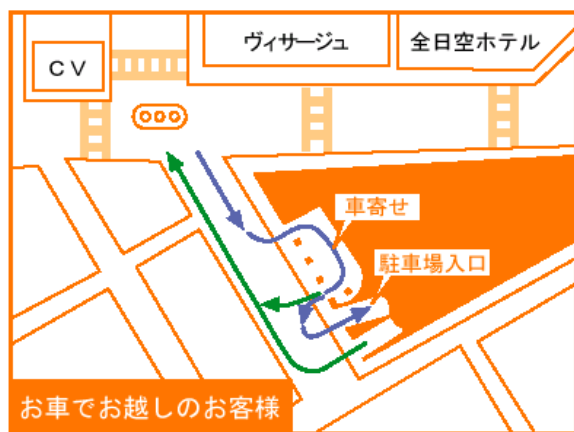 ヴィサージュ
全日空ホテル
CV
車寄せ
駐車場入口
お車でお越しのお客様